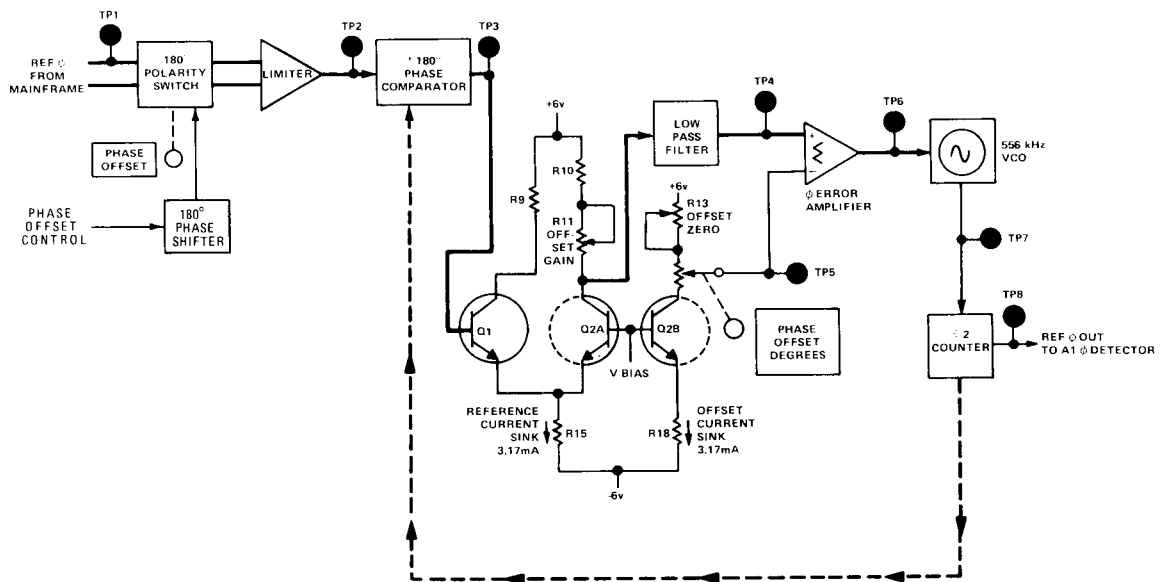 TP1
REF φ
FROM
MAINFRAME
180°
POLARITY
SWITCH
LIMITER
TP2
180°
PHASE
COMPARATOR
TP3
PHASE
OFFSET
PHASE
OFFSET
CONTROL
180°
PHASE
SHIFTER
+6v
R9
R10
R11
OFF-
SET
GAIN
LOW
PASS
FILTER
TP4
+6v
R13
OFFSET
ZERO
+
−
φ ERROR
AMPLIFIER
TP6
556 kHz
VCO
TP5
TP7
PHASE
OFFSET
DEGREES
Q1
Q2A
Q2B
V BIAS
2
COUNTER
TP8
REF φ OUT
TO A1 φ DETECTOR
REFERENCE
CURRENT
SINK
3.17mA
R15
R18
OFFSET
CURRENT
SINK
3.17mA
-6v